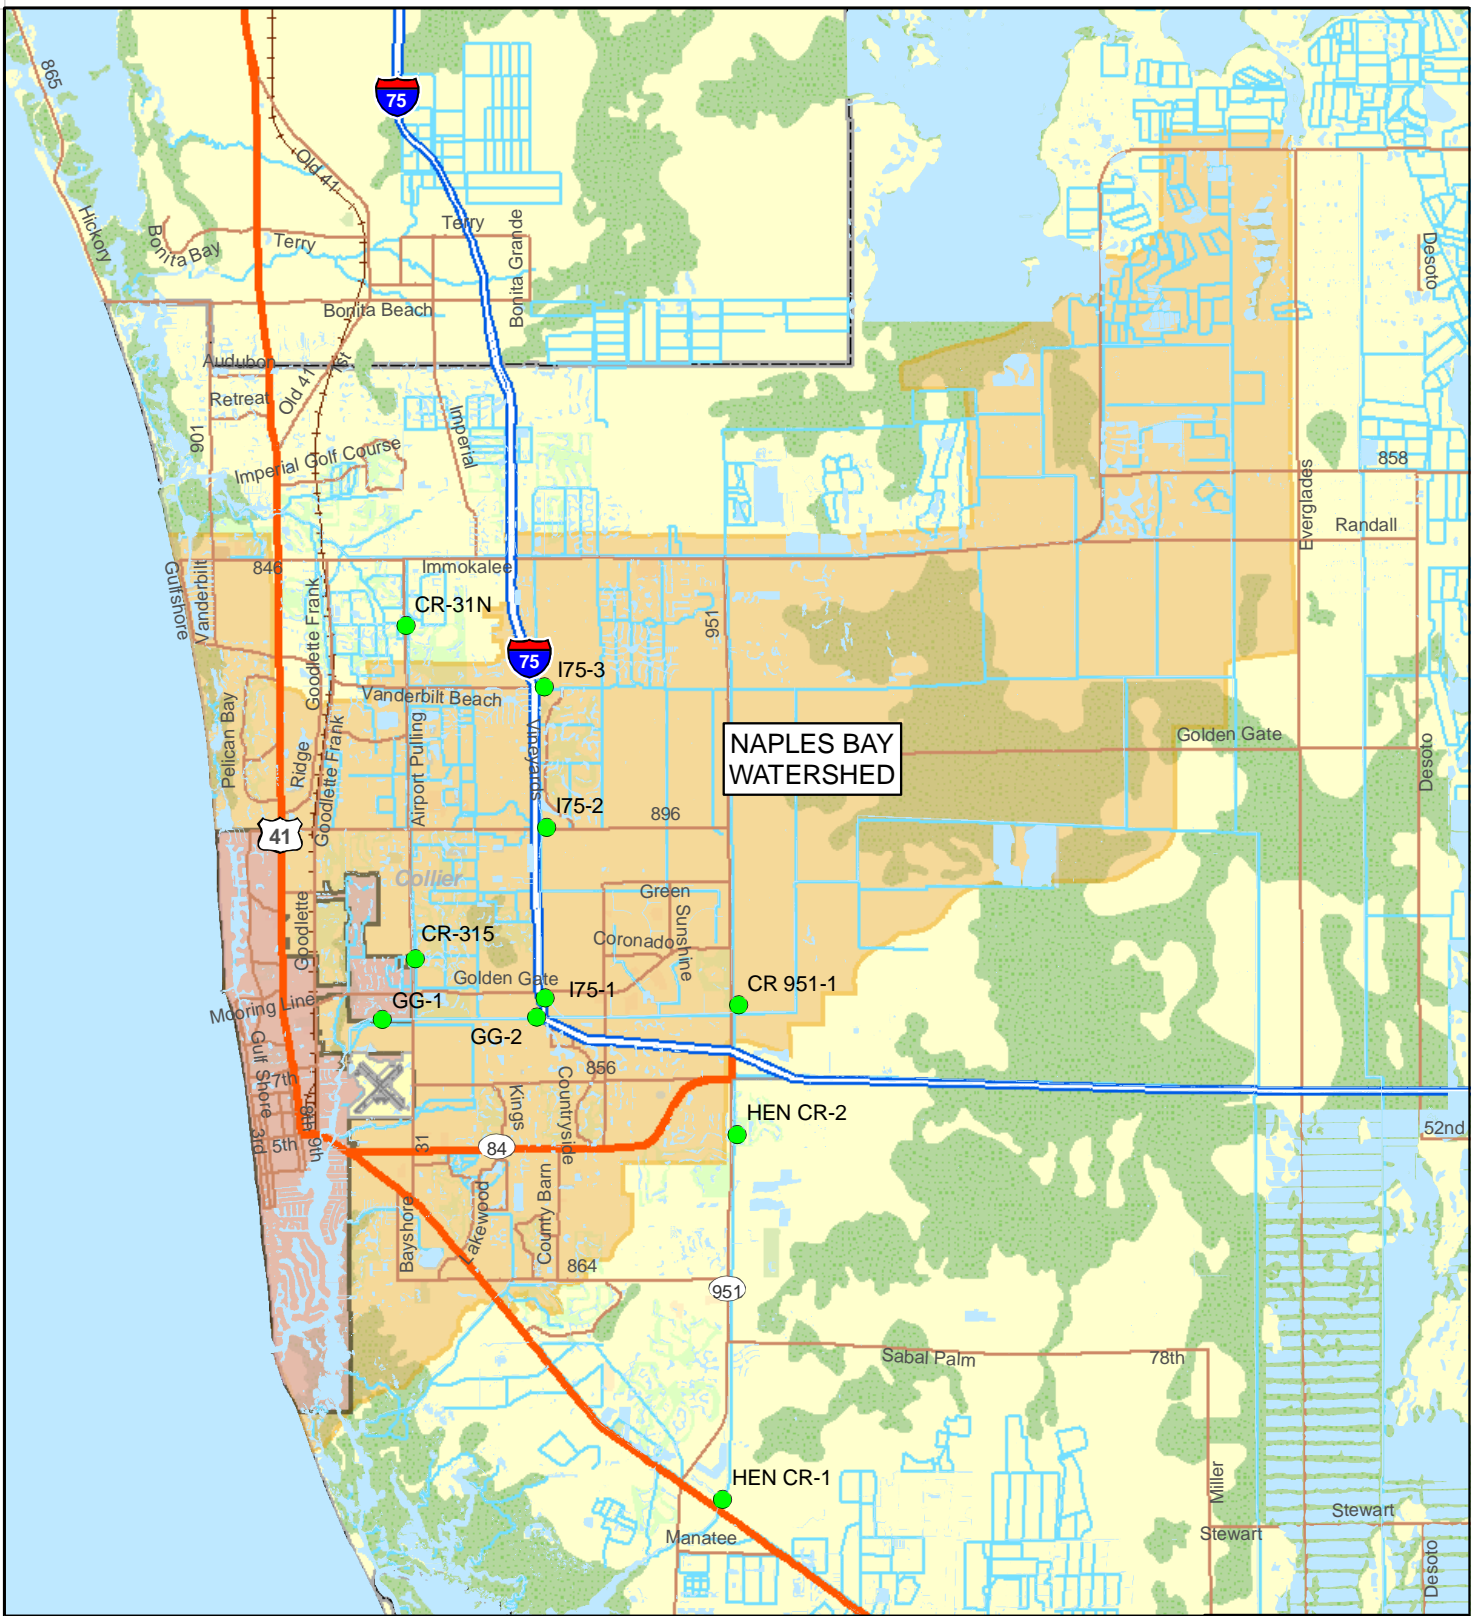 865
75
Old 41
Hickory
Bonita Bay
Terry
Terry
Bonita Grande
Desoto
Bonita Beach
Audubon
1st
Old 41
Retreat
901
Imperial
Imperial Golf Course
858
Everglades
Randall
846
Immokalee
Gulfshore
Vanderbilt
Goodlette Frank
CR-31N
951
75
I75-3
Vanderbilt Beach
Pelican Bay
Ridge
Goodlette Frank
Airport Pulling
Vineyards
NAPLES BAY
WATERSHED
Golden Gate
Desoto
I75-2
896
41
Collier
Green
Sunshine
Goodlette
CR-315
Coronado
Golden Gate
I75-1
CR 951-1
Mooring Line
GG-1
GG-2
Gulf Shore
7th
856
Kings
Countryside
8th
9th
3rd
5th
31
84
HEN CR-2
52nd
Bayshore
Lakewood
County Barn
864
951
Sabal Palm
78th
HEN CR-1
Miller
Manatee
Stewart
Stewart
Desoto